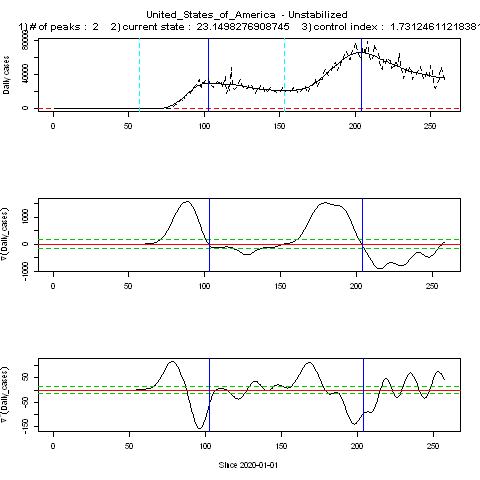 United_States_of_America - Unstabilized
1) # of peaks : 2 2) current state : 23.1498276908745 3) control index : 1.7312461121838
Daily_cases
0
0 50 100 150 200 250
∇(Daily_cases)
-1000 0 1000
0 50 100 150 200 250
(Daily_cases)
-150 -50 50
0 50 100 150 200 250
Since 2020-01-01